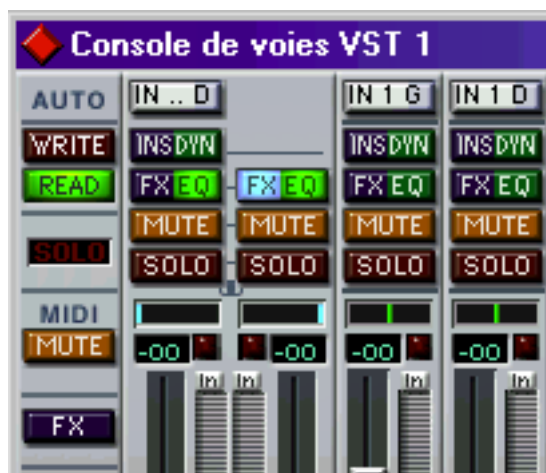 Console de voies VST 1
AUTO IN .. D IN 1 G IN 1 D
WRITE INS DYN INS DYN INS DYN
READ FX EQ FX EQ FX EQ FX EQ
MUTE MUTE MUTE MUTE
SOLO SOLO SOLO SOLO SOLO
MIDI
MUTE -00 -00 -00 -00
In In In In
FX